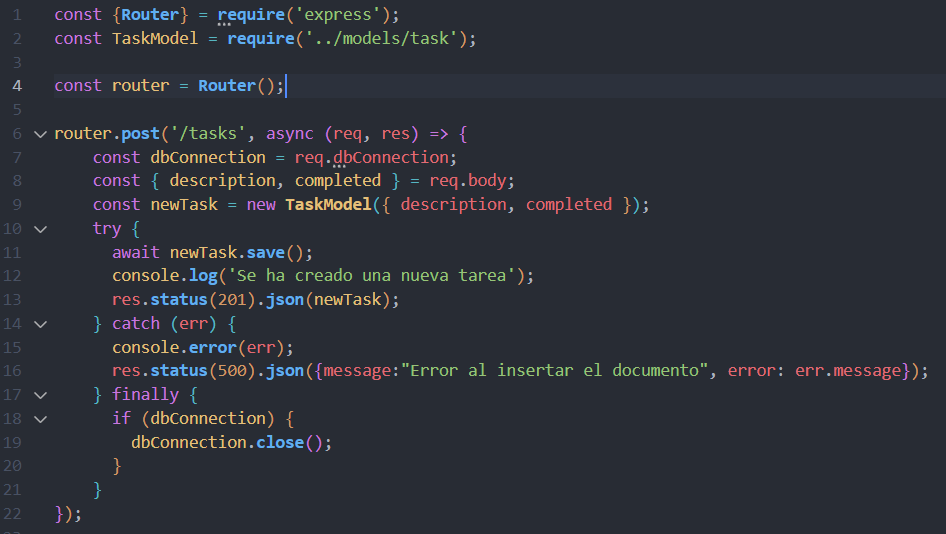 1 const {Router} = require('express');
2 const TaskModel = require('../models/task');
3
4 const router = Router();
5
6 router.post('/tasks', async (req, res) => {
7     const dbConnection = req.dbConnection;
8     const { description, completed } = req.body;
9     const newTask = new TaskModel({ description, completed });
10     try {
11       await newTask.save();
12       console.log('Se ha creado una nueva tarea');
13       res.status(201).json(newTask);
14     } catch (err) {
15       console.error(err);
16       res.status(500).json({message:"Error al insertar el documento", error: err.message});
17     } finally {
18       if (dbConnection) {
19         dbConnection.close();
20       }
21     }
22 });